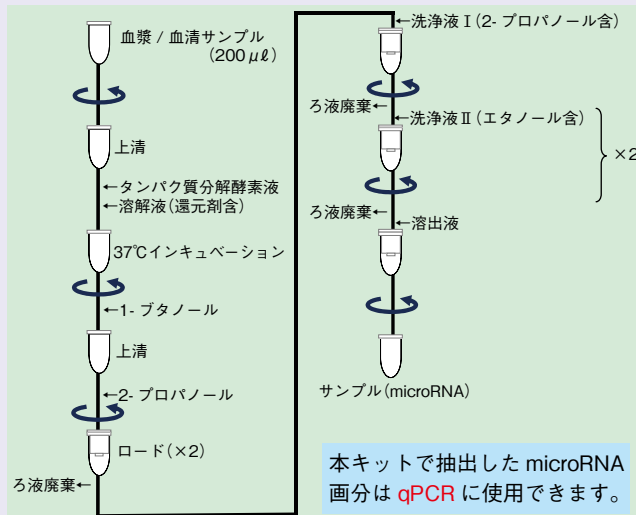 血漿 / 血清サンプル
(200μℓ)
上清
←タンパク質分解酵素液
←溶解液(還元剤含)
37℃インキュベーション
←1- ブタノール
上清
←2-プロパノール
ロード(×2)
ろ液廃棄←
←洗浄液Ⅰ(2- プロパノール含)
ろ液廃棄←
←洗浄液Ⅱ(エタノール含)
×2
ろ液廃棄←
←溶出液
サンプル(microRNA)
本キットで抽出した microRNA
画分は qPCR に使用できます。